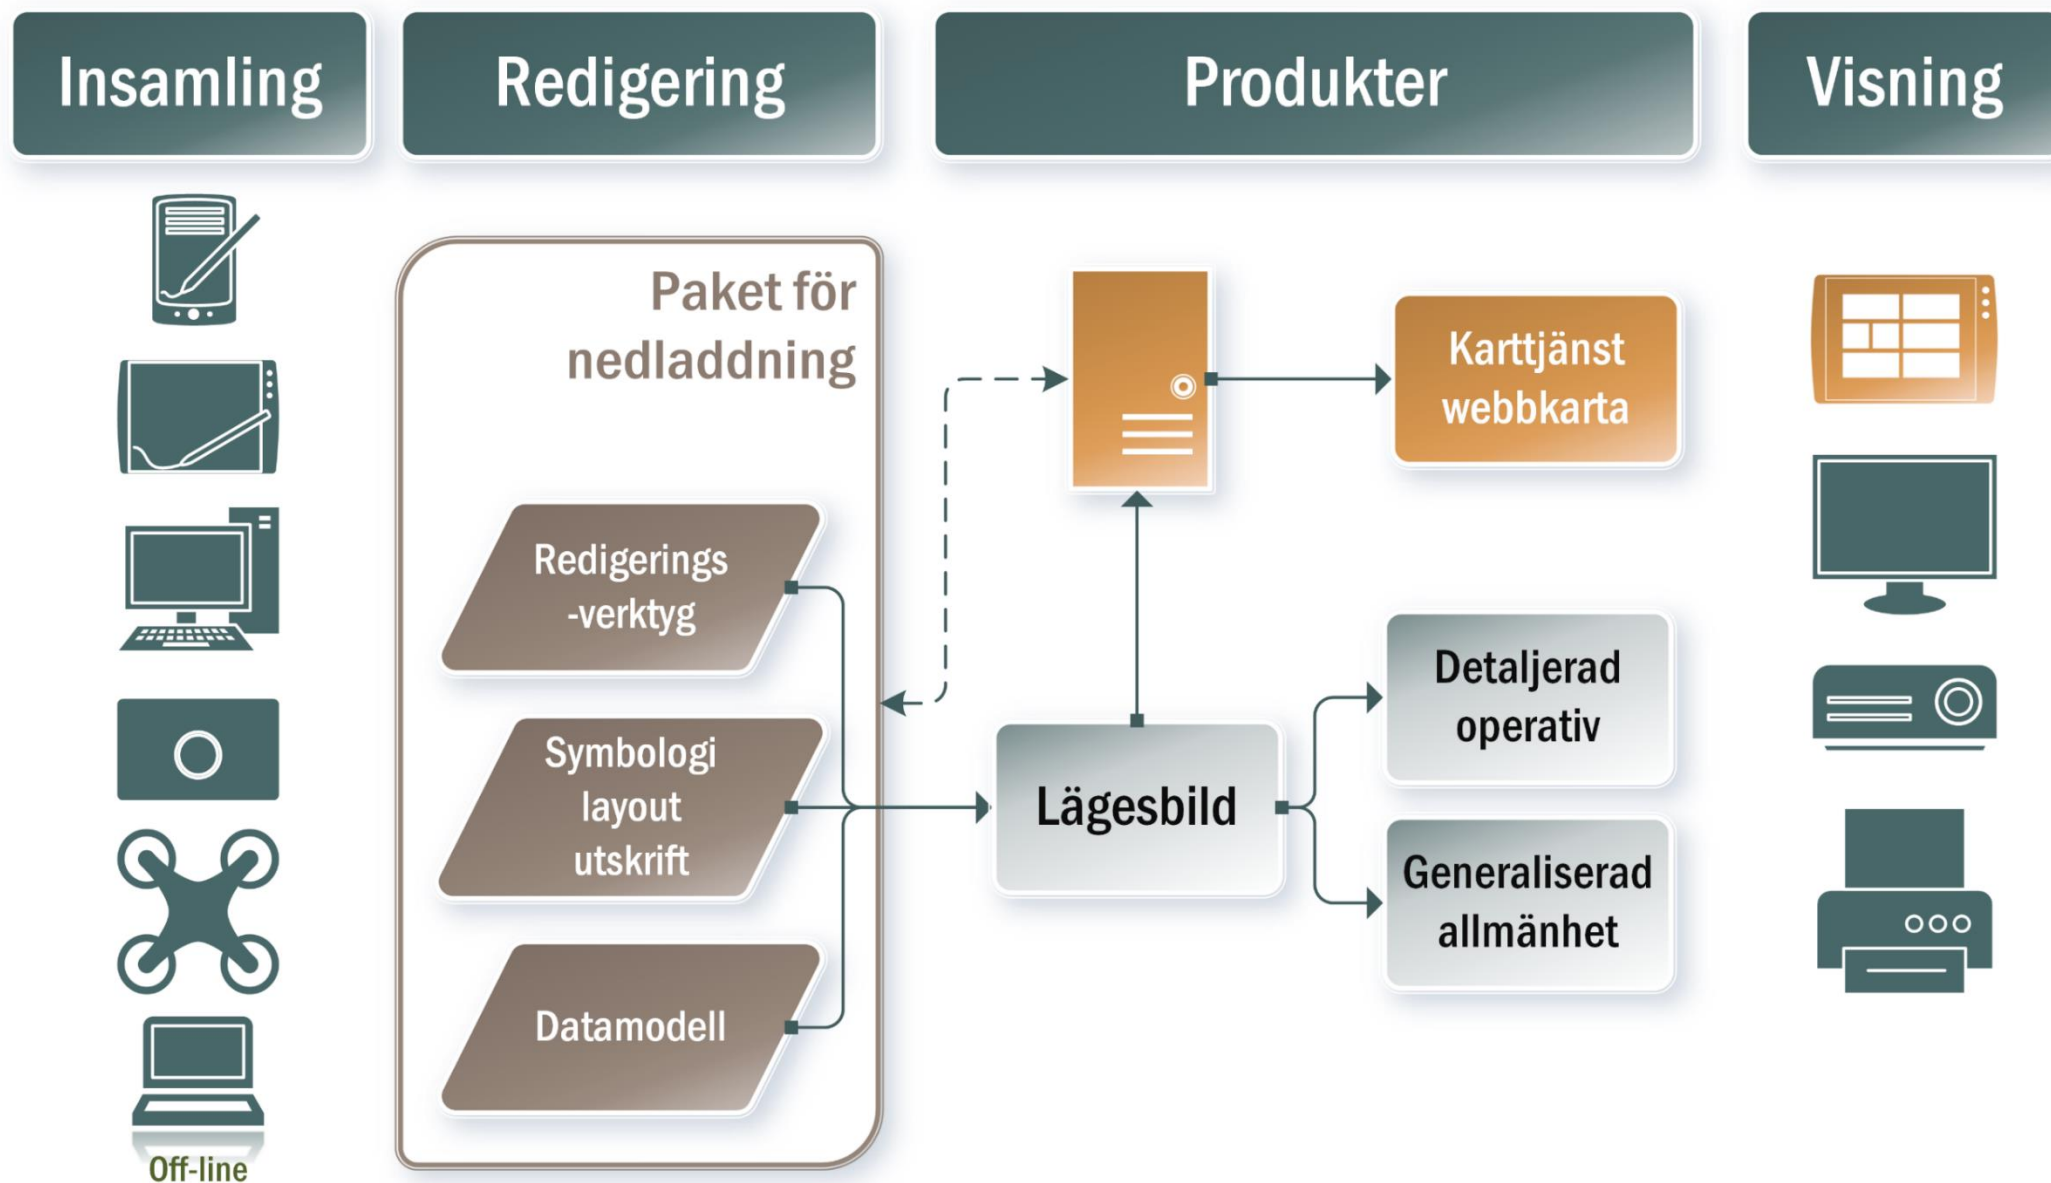 Insamling
Redigering
Produkter
Visning
Paket för
nedladdning
Redigerings
-verktyg
Symbologi
layout
utskrift
Datamodell
Karttjänst
webbkarta
Lägesbild
Detaljerad
operativ
Generaliserad
allmänhet
Off-line